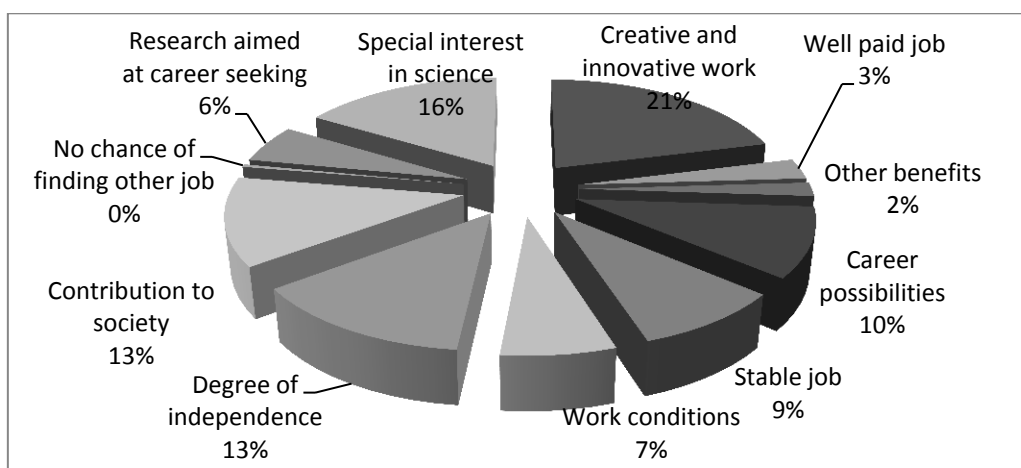 Creative and
innovative work
21%
Well paid job
3%
Other benefits
2%
Career
possibilities
10%
Stable job
9%
Work conditions
7%
Degree of
independence
13%
Contribution to
society
13%
No chance of
finding other job
0%
Research aimed
at career seeking
6%
Special interest
in science
16%